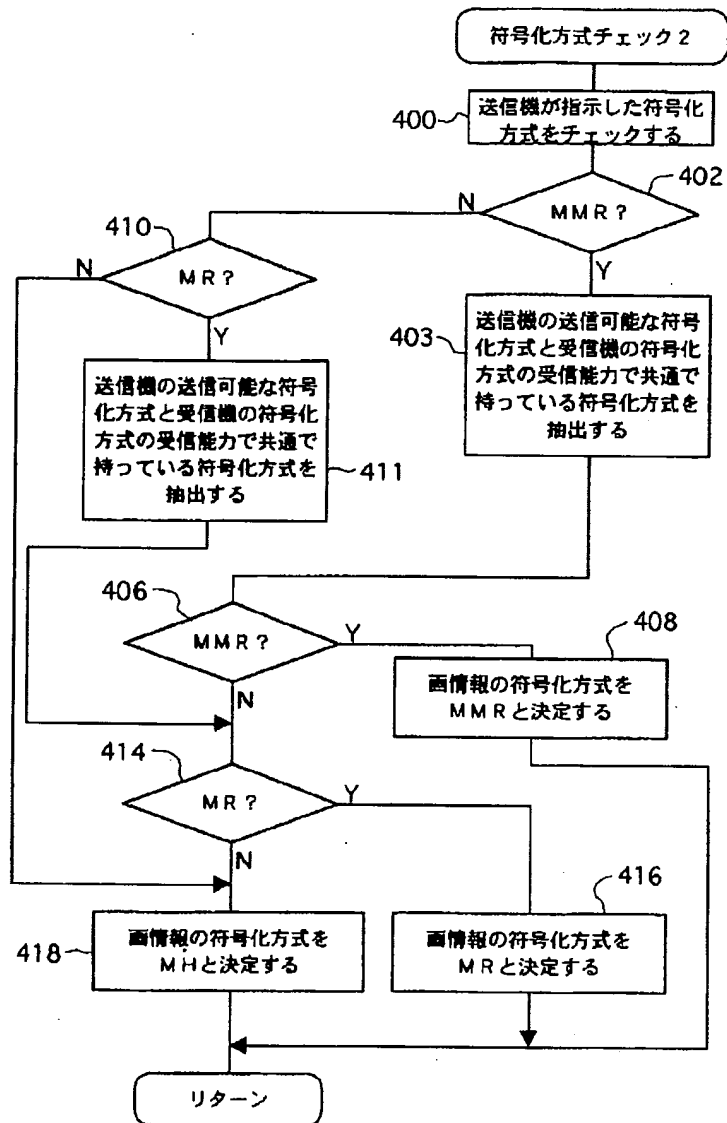 符号化方式チェック2
400
送信機が指示した符号化
方式をチェックする
402
N
MMR?
Y
410
N
MR?
Y
403
送信機の送信可能な符号
化方式と受信機の符号化
方式の受信能力で共通で
持っている符号化方式を
抽出する
送信機の送信可能な符号
化方式と受信機の符号化
方式の受信能力で共通で
持っている符号化方式を
抽出する
411
406
MMR?
Y
N
408
画情報の符号化方式を
MMRと決定する
414
MR?
Y
N
416
418
画情報の符号化方式を
MHと決定する
画情報の符号化方式を
MRと決定する
リターン